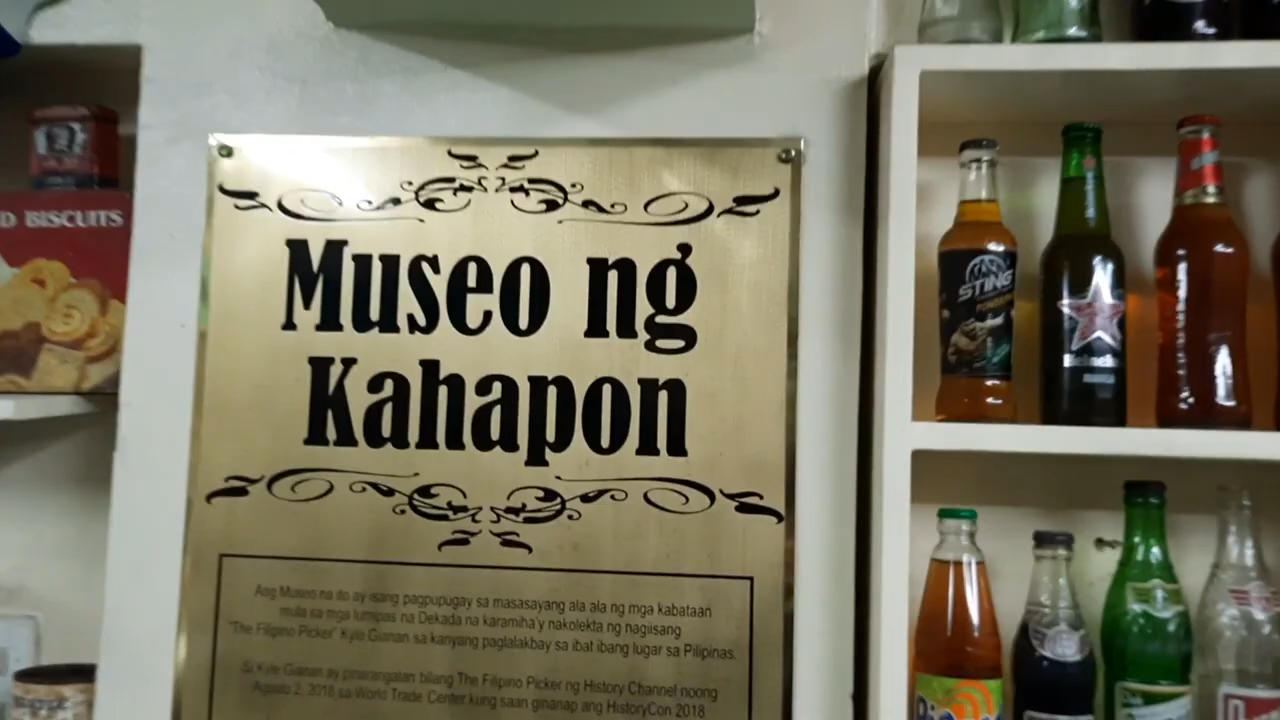 Museo ng
Kahapon
Ang Museo na ito ay isang pagpupugay sa masasayang ala ala ng mga kabataan
mula sa mga lumipas na Dekada na karamiha'y nakolekta ng nagiisang
"The Filipino Picker" Kyle Gianan sa kanyang paglalakbay sa ibat ibang lugar sa Pilipinas.
Si Kyle Gianan ay pinarangalan bilang The Filipino Picker ng History Channel noong
Agosto 2, 2018 sa World Trade Center kung saan ginanap ang HistoryCon 2018
D BISCUITS
STING